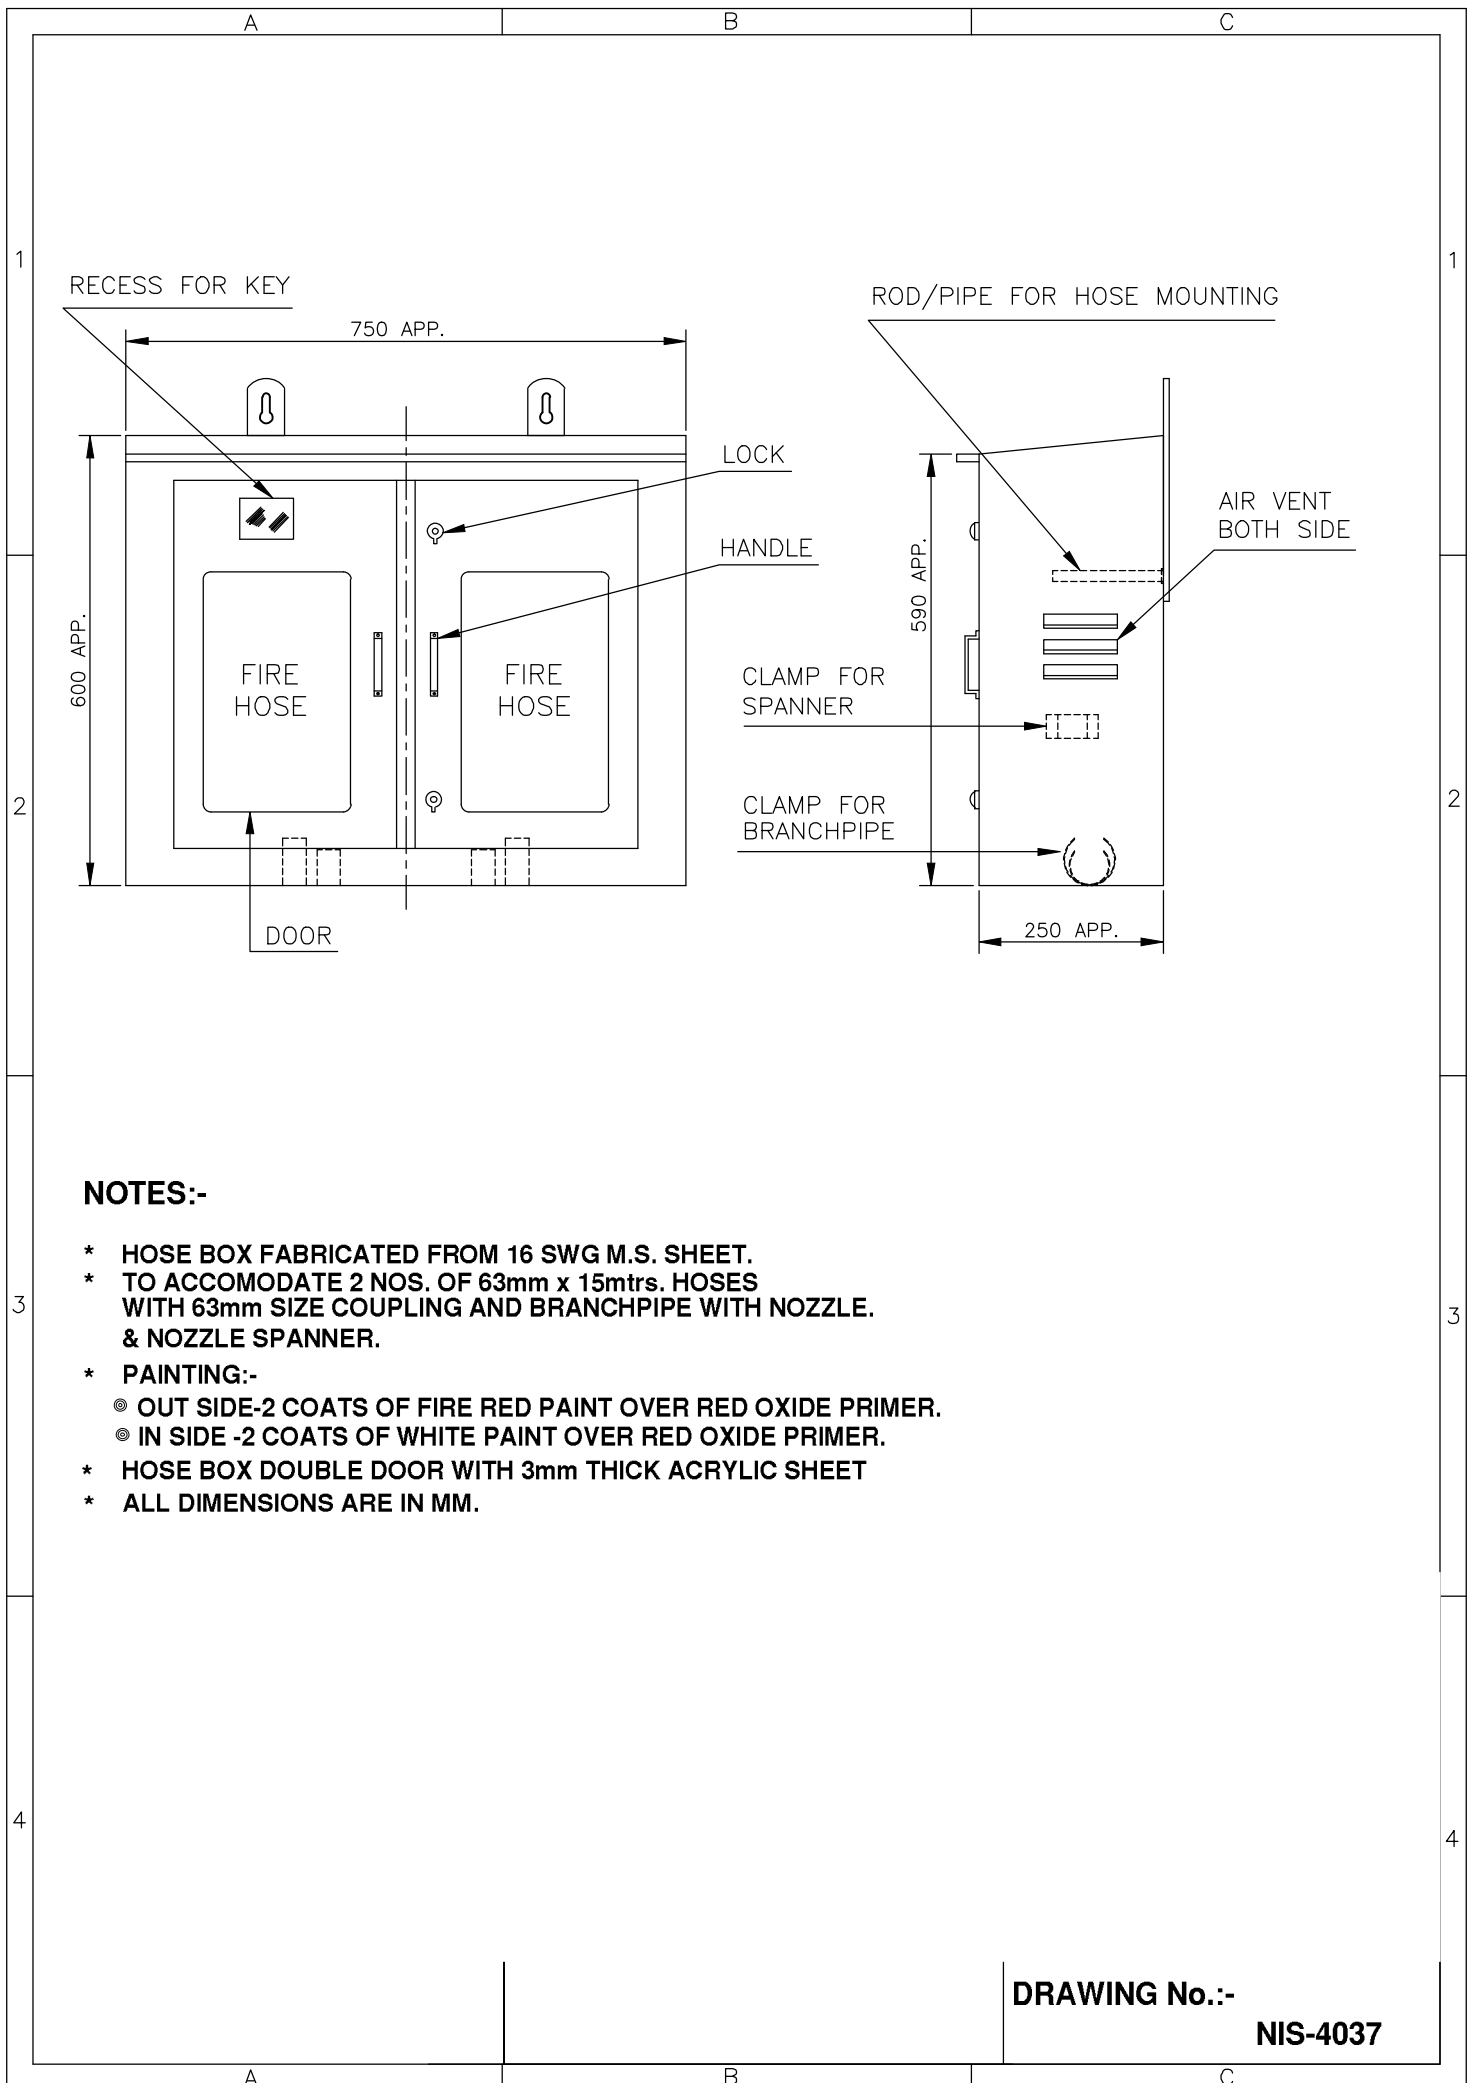 A B C
1 1
RECESS FOR KEY
ROD/PIPE FOR HOSE MOUNTING
750 APP.
LOCK
AIR VENT
BOTH SIDE
HANDLE
590 APP.
600 APP.
FIRE
HOSE
FIRE
HOSE
CLAMP FOR
SPANNER
CLAMP FOR
BRANCHPIPE
2 2
DOOR
250 APP.
NOTES:-
* HOSE BOX FABRICATED FROM 16 SWG M.S. SHEET.
* TO ACCOMODATE 2 NOS. OF 63mm x 15mtrs. HOSES
WITH 63mm SIZE COUPLING AND BRANCHPIPE WITH NOZZLE.
& NOZZLE SPANNER.
3 3
* PAINTING:-
◎ OUT SIDE-2 COATS OF FIRE RED PAINT OVER RED OXIDE PRIMER.
◎ IN SIDE -2 COATS OF WHITE PAINT OVER RED OXIDE PRIMER.
* HOSE BOX DOUBLE DOOR WITH 3mm THICK ACRYLIC SHEET
* ALL DIMENSIONS ARE IN MM.
4 4
DRAWING No.:-
NIS-4037
A B C